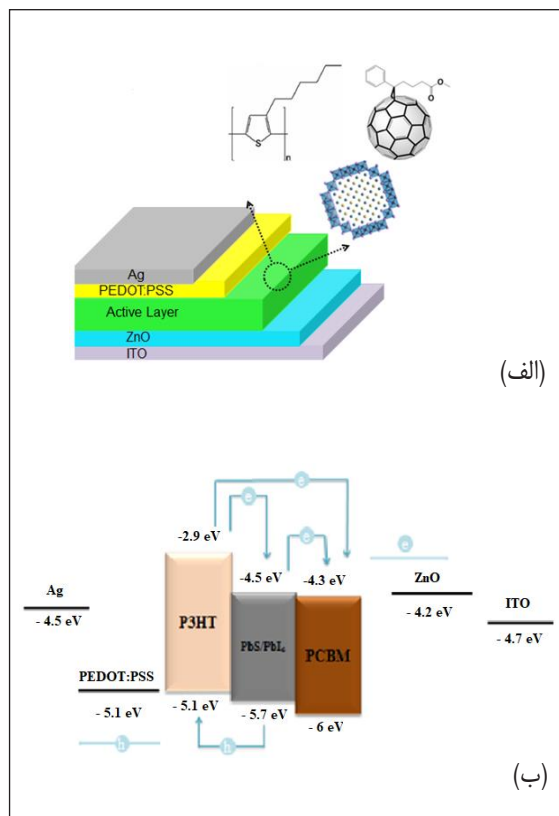 S
n
O
O
Ag
PEDOT:PSS
Active Layer
ZnO
ITO
(الف)
e
e
e
e
-2.9 eV
-4.5 eV
-4.3 eV
Ag
- 4.5 eV
P3HT
PbS/PbI₄
PCBM
ZnO
- 4.2 eV
ITO
- 4.7 eV
PEDOT:PSS
- 5.1 eV
- 5.1 eV
- 5.7 eV
- 6 eV
h
h
(ب)